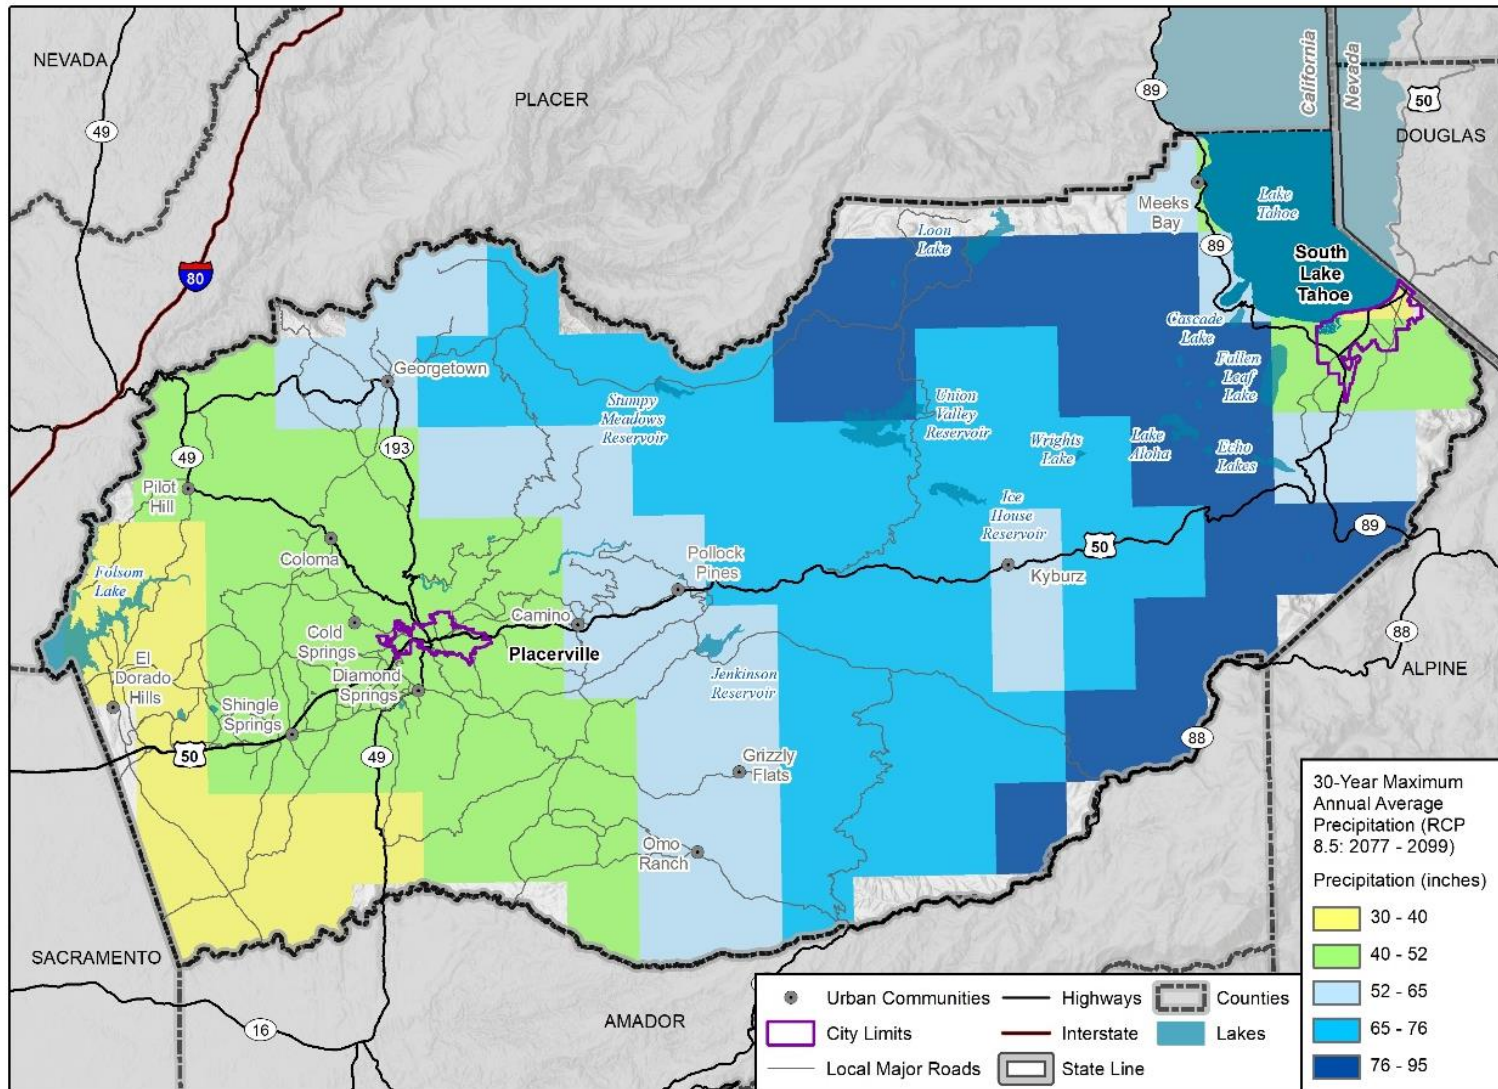 NEVADA
PLACER
49
80
89
California
Nevada
50
DOUGLAS
Meeks
Bay
Lake
Tahoe
89
South
Lake
Tahoe
Loon
Lake
Cascade
Lake
Fallen
Leaf
Lake
Georgetown
Stumpy
Meadows
Reservoir
Union
Valley
Reservoir
Wrights
Lake
Lake
Aloha
Echo
Lakes
193
49
Pilot
Hill
Ice
House
Reservoir
50
89
Coloma
Folsom
Lake
Pollock
Pines
Kyburz
Camino
Cold
Springs
Placerville
88
ALPINE
El
Dorado
Hills
Diamond
Springs
Jenkinson
Reservoir
Shingle
Springs
50
49
88
Grizzly
Flats
Omo
Ranch
SACRAMENTO
16
AMADOR
30-Year Maximum
Annual Average
Precipitation (RCP
8.5: 2077 - 2099)
Precipitation (inches)
30 - 40
40 - 52
52 - 65
65 - 76
76 - 95
Urban Communities
Highways
Counties
City Limits
Interstate
Lakes
Local Major Roads
State Line